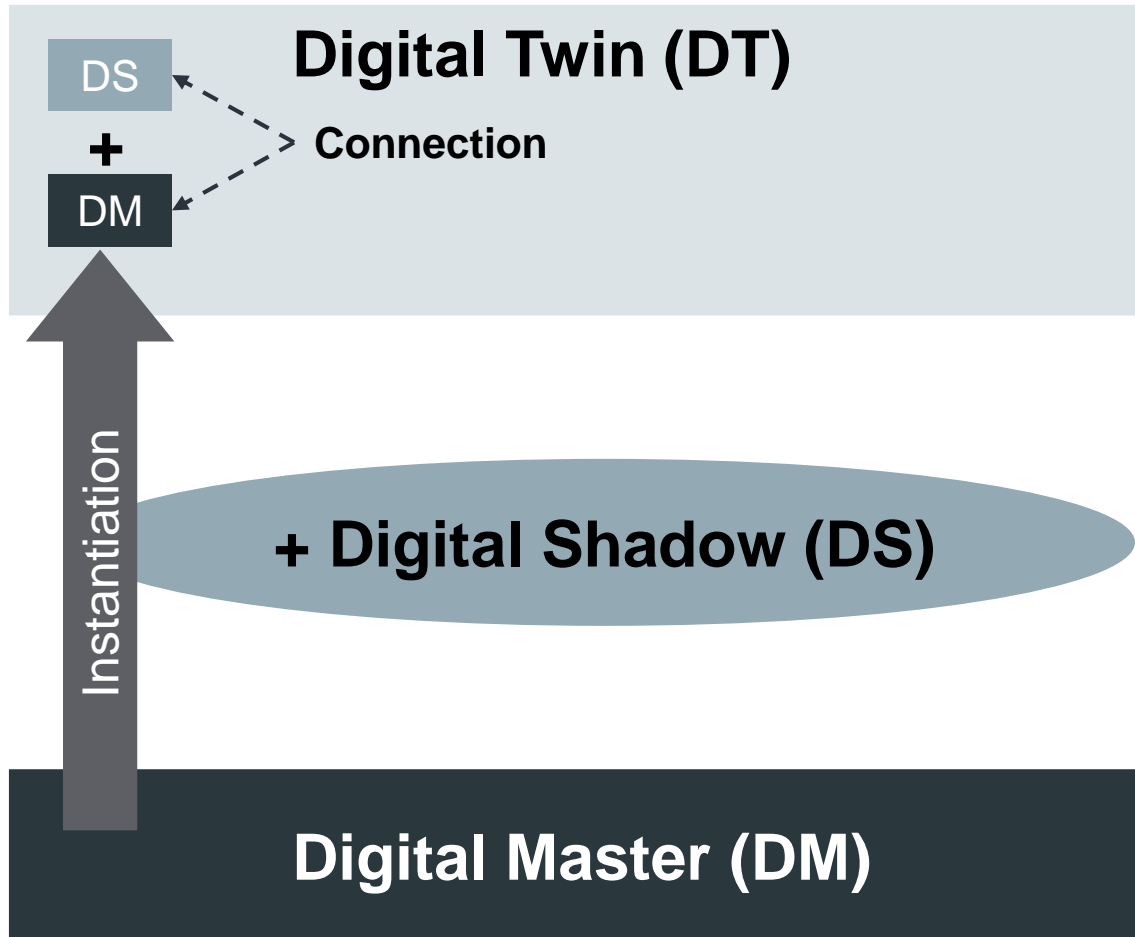 Digital Twin (DT)
DS
+
Connection
DM
Instantiation
+ Digital Shadow (DS)
Digital Master (DM)